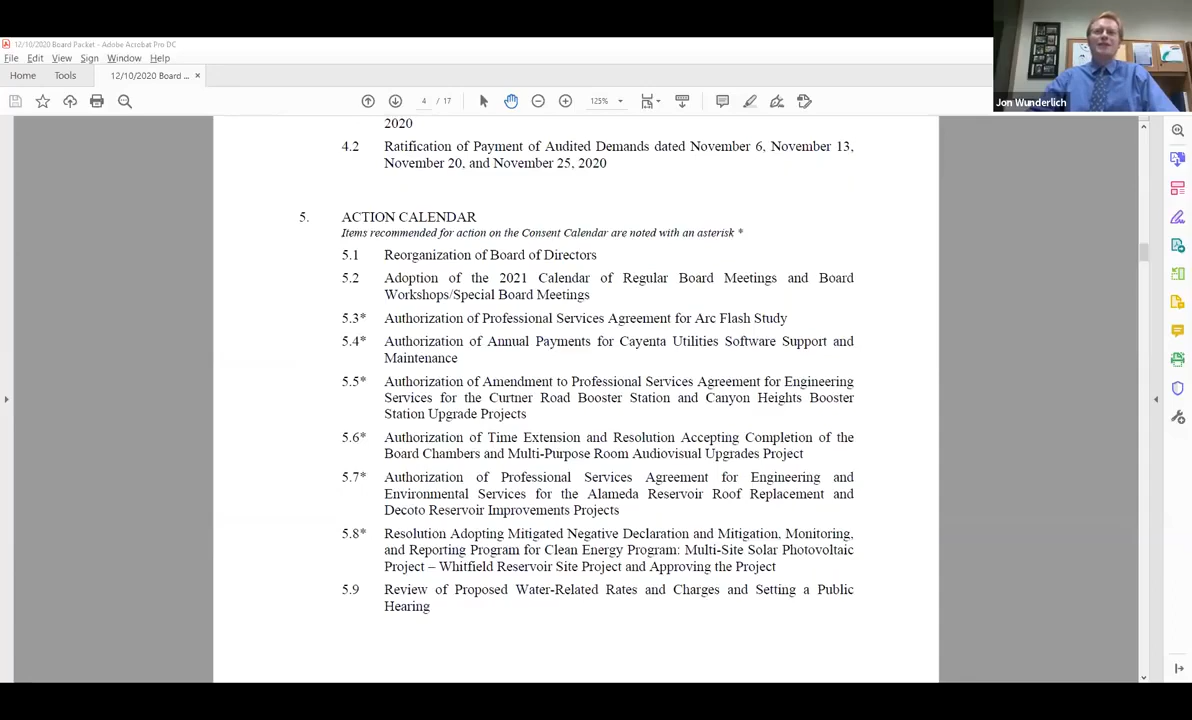 12/10/2020 Board Packet - Adobe Acrobat Pro DC
File Edit View Sign Window Help
Home Tools 12/10/2020 Board ... ×
4 / 17 125%
Jon Wunderlich
2020
4.2 Ratification of Payment of Audited Demands dated November 6, November 13,
November 20, and November 25, 2020
5. ACTION CALENDAR
Items recommended for action on the Consent Calendar are noted with an asterisk *
5.1 Reorganization of Board of Directors
5.2 Adoption of the 2021 Calendar of Regular Board Meetings and Board
Workshops/Special Board Meetings
5.3* Authorization of Professional Services Agreement for Arc Flash Study
5.4* Authorization of Annual Payments for Cayenta Utilities Software Support and
Maintenance
5.5* Authorization of Amendment to Professional Services Agreement for Engineering
Services for the Curtner Road Booster Station and Canyon Heights Booster
Station Upgrade Projects
5.6* Authorization of Time Extension and Resolution Accepting Completion of the
Board Chambers and Multi-Purpose Room Audiovisual Upgrades Project
5.7* Authorization of Professional Services Agreement for Engineering and
Environmental Services for the Alameda Reservoir Roof Replacement and
Decoto Reservoir Improvements Projects
5.8* Resolution Adopting Mitigated Negative Declaration and Mitigation, Monitoring,
and Reporting Program for Clean Energy Program: Multi-Site Solar Photovoltaic
Project – Whitfield Reservoir Site Project and Approving the Project
5.9 Review of Proposed Water-Related Rates and Charges and Setting a Public
Hearing